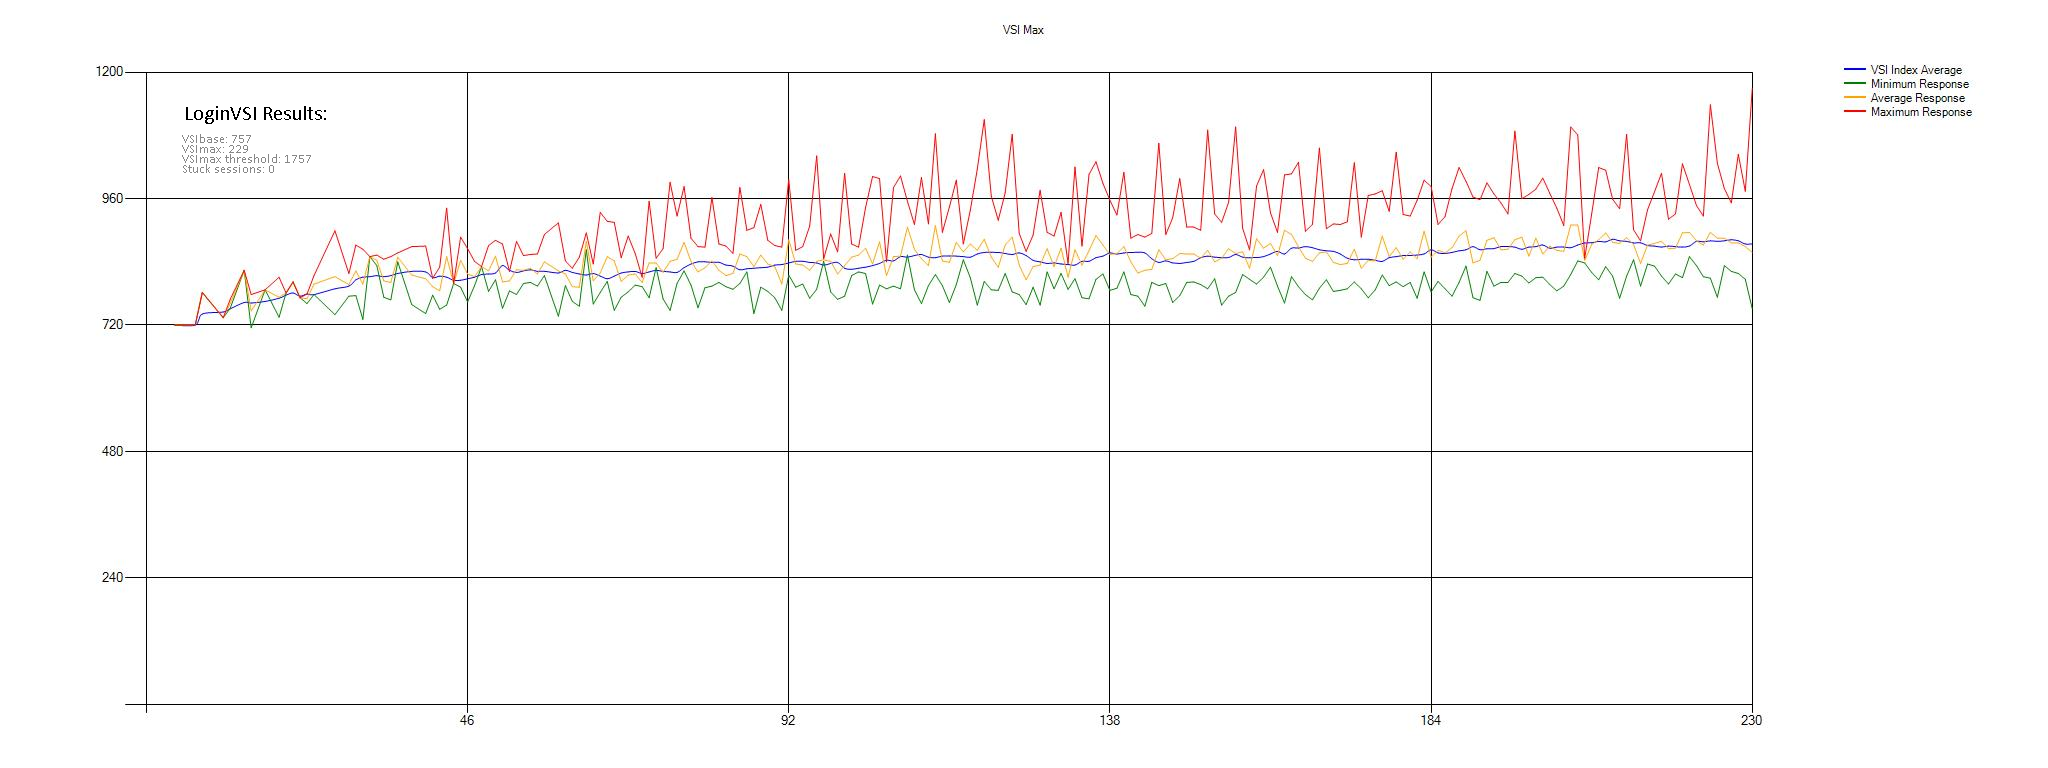 VSI Max
1200
960
720
480
240
46
92
138
184
230
LoginVSI Results:
VSIbase: 757
VSImax: 229
VSImax threshold: 1757
Stuck sessions: 0
VSI Index Average
Minimum Response
Average Response
Maximum Response